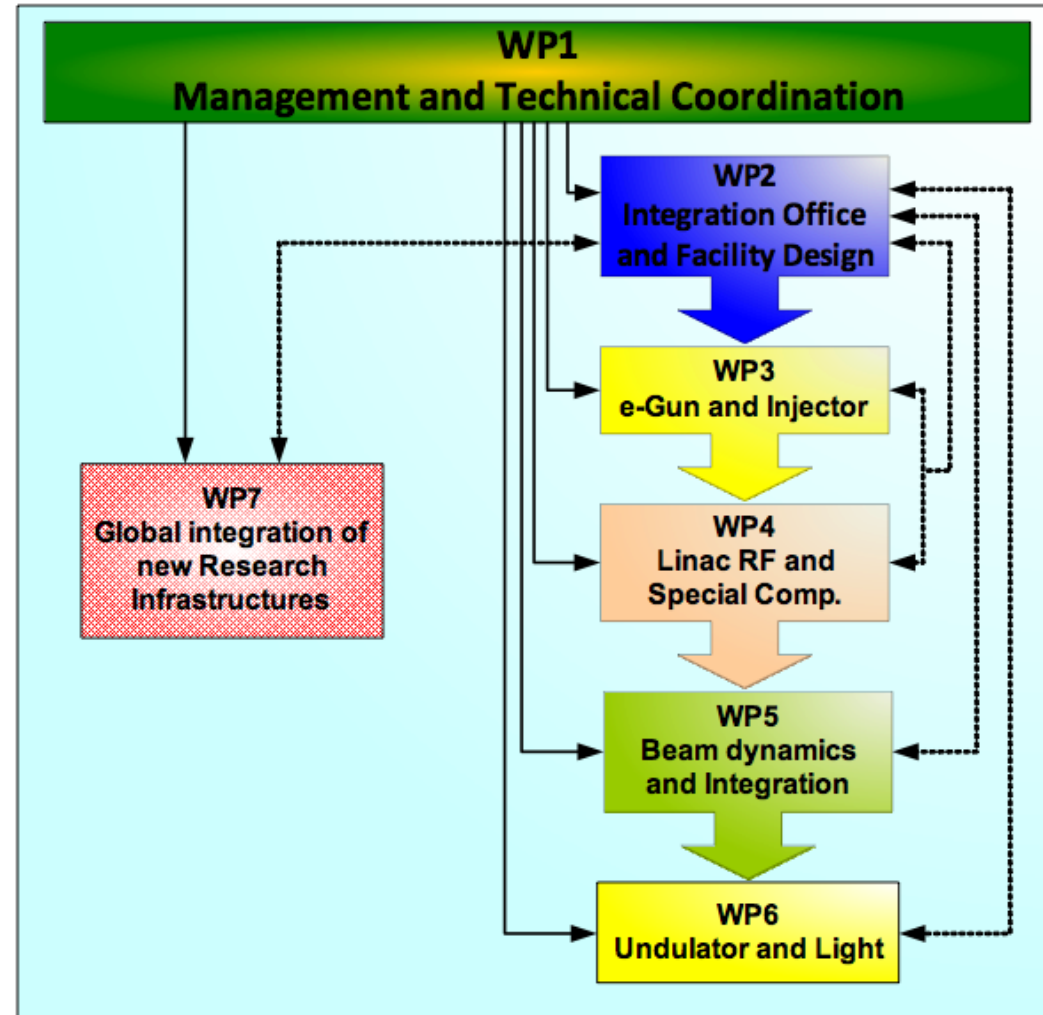 WP1
Management and Technical Coordination
WP2
Integration Office
and Facility Design
WP3
e-Gun and Injector
WP7
Global integration of
new Research
Infrastructures
WP4
Linac RF and
Special Comp.
WP5
Beam dynamics
and Integration
WP6
Undulator and Light